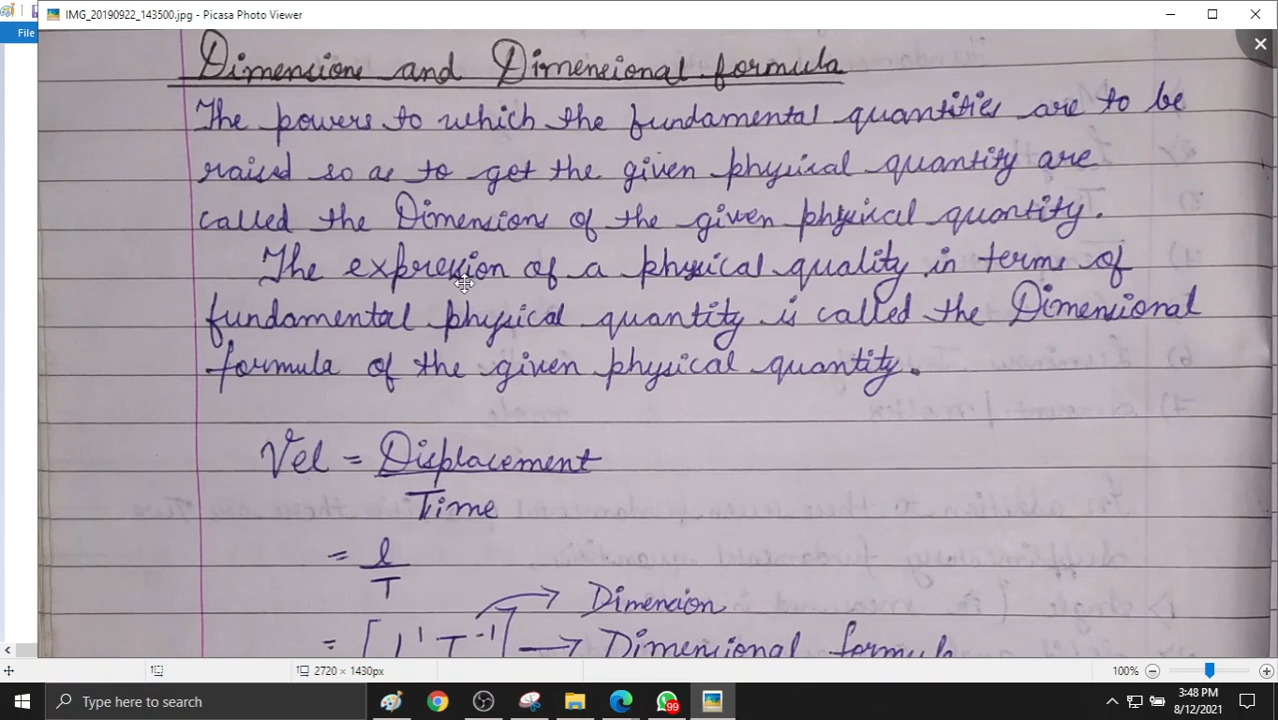 IMG_20190922_143500.jpg - Picasa Photo Viewer
File
Dimensions and Dimensional formula
The powers to which the fundamental quantities are to be
raised so as to get the given physical quantity are
called the Dimensions of the given physical quantity.
The expression of a physical quality in terms of
fundamental physical quantity is called the Dimensional
formula of the given physical quantity.
Vel = Displacement
Time
= l
T
→ Dimension
= [L¹ T⁻¹] → Dimensional formula
2720 × 1430px
100%
Type here to search
99
3:48 PM
8/12/2021